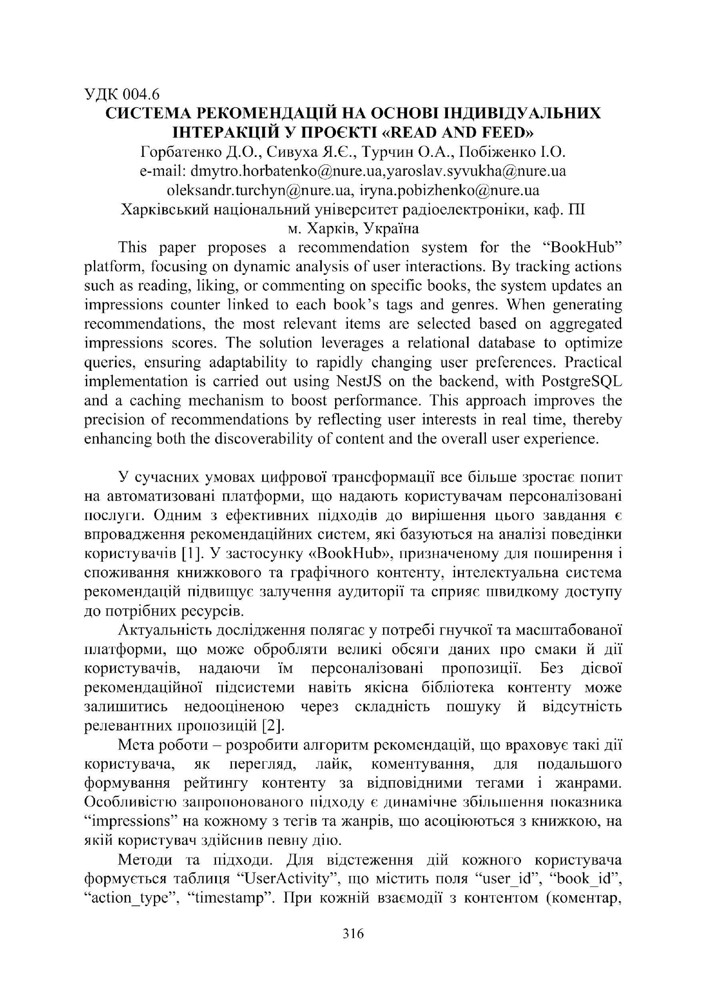 УДК 004.6
СИСТЕМА РЕКОМЕНДАЦІЙ НА ОСНОВІ ІНДИВІДУАЛЬНИХ
ІНТЕРАКЦІЙ У ПРОЄКТІ «READ AND FEED»
Горбатенко Д.О., Сивуха Я.Є., Турчин О.А., Побіженко І.О.
e-mail: dmytro.horbatenko@nure.ua,yaroslav.syvukha@nure.ua
oleksandr.turchyn@nure.ua, iryna.pobizhenko@nure.ua
Харківський національний університет радіоелектроніки, каф. ПІ
м. Харків, Україна
This paper proposes a recommendation system for the “BookHub”
platform, focusing on dynamic analysis of user interactions. By tracking actions
such as reading, liking, or commenting on specific books, the system updates an
impressions counter linked to each book’s tags and genres. When generating
recommendations, the most relevant items are selected based on aggregated
impressions scores. The solution leverages a relational database to optimize
queries, ensuring adaptability to rapidly changing user preferences. Practical
implementation is carried out using NestJS on the backend, with PostgreSQL
and a caching mechanism to boost performance. This approach improves the
precision of recommendations by reflecting user interests in real time, thereby
enhancing both the discoverability of content and the overall user experience.
У сучасних умовах цифрової трансформації все більше зростає попит
на автоматизовані платформи, що надають користувачам персоналізовані
послуги. Одним з ефективних підходів до вирішення цього завдання є
впровадження рекомендаційних систем, які базуються на аналізі поведінки
користувачів [1]. У застосунку «BookHub», призначеному для поширення і
споживання книжкового та графічного контенту, інтелектуальна система
рекомендацій підвищує залучення аудиторії та сприяє швидкому доступу
до потрібних ресурсів.
Актуальність дослідження полягає у потребі гнучкої та масштабованої
платформи, що може обробляти великі обсяги даних про смаки й дії
користувачів, надаючи їм персоналізовані пропозиції. Без дієвої
рекомендаційної підсистеми навіть якісна бібліотека контенту може
залишитись недооціненою через складність пошуку й відсутність
релевантних пропозицій [2].
Мета роботи – розробити алгоритм рекомендацій, що враховує такі дії
користувача, як перегляд, лайк, коментування, для подальшого
формування рейтингу контенту за відповідними тегами і жанрами.
Особливістю запропонованого підходу є динамічне збільшення показника
“impressions” на кожному з тегів та жанрів, що асоціюються з книжкою, на
якій користувач здійснив певну дію.
Методи та підходи. Для відстеження дій кожного користувача
формується таблиця “UserActivity”, що містить поля “user_id”, “book_id”,
“action_type”, “timestamp”. При кожній взаємодії з контентом (коментар,
316